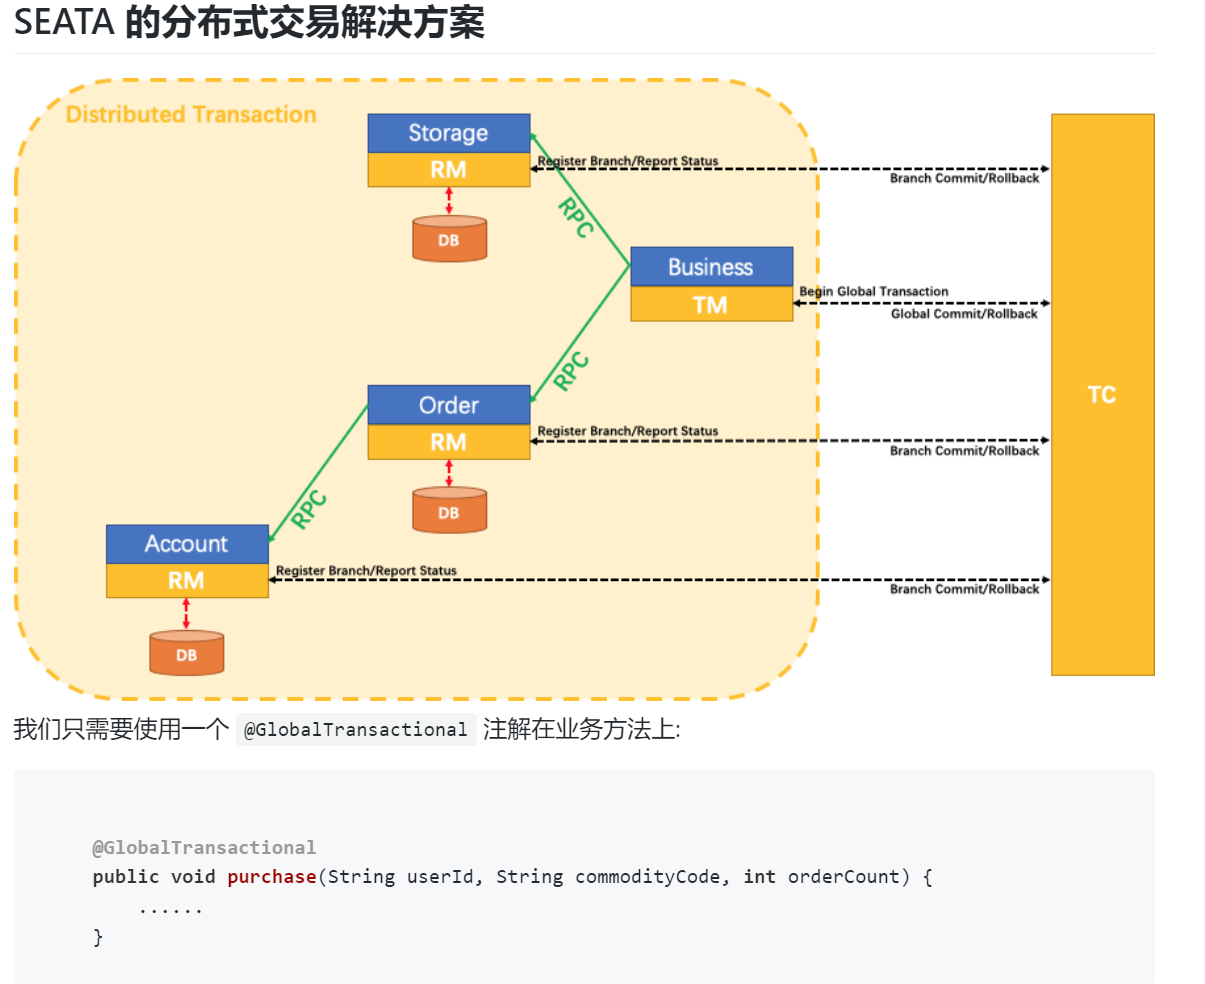 SEATA 的分布式交易解决方案
Distributed Transaction
Storage
RM
DB
Register Branch/Report Status
Branch Commit/Rollback
RPC
Business
TM
Begin Global Transaction
Global Commit/Rollback
RPC
Order
RM
DB
Register Branch/Report Status
Branch Commit/Rollback
TC
RPC
Account
RM
DB
Register Branch/Report Status
Branch Commit/Rollback
我们只需要使用一个 @GlobalTransactional 注解在业务方法上:
@GlobalTransactional
public void purchase(String userId, String commodityCode, int orderCount) {
......
}